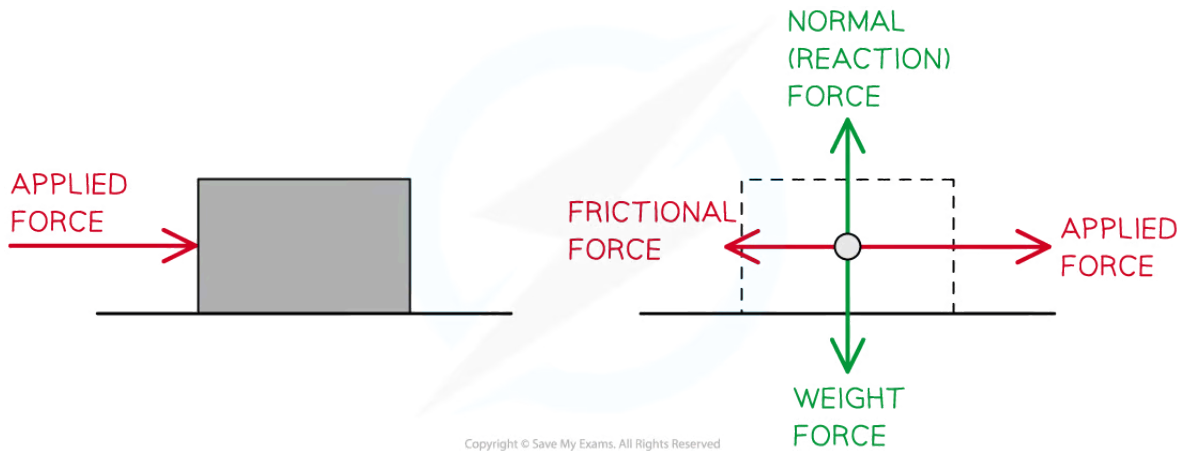 APPLIED
FORCE
NORMAL
(REACTION)
FORCE
FRICTIONAL
FORCE
APPLIED
FORCE
WEIGHT
FORCE
Copyright © Save My Exams. All Rights Reserved